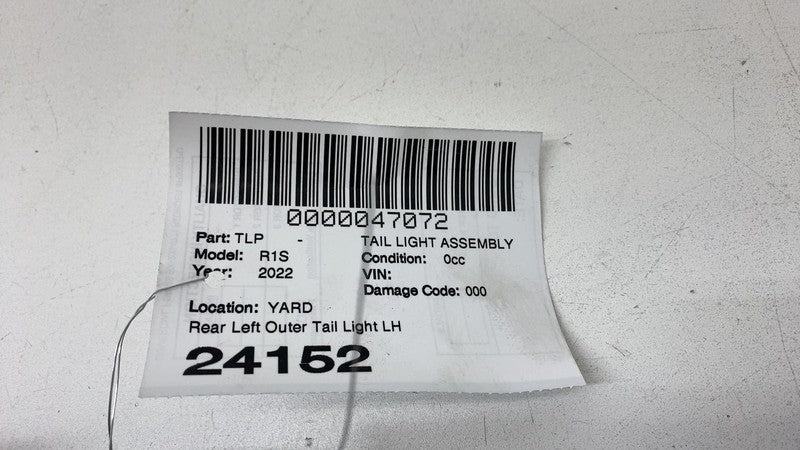 0000047072
Part: TLP - TAIL LIGHT ASSEMBLY
Model: R1S Condition: 0cc
Year: 2022 VIN:
Damage Code: 000
Location: YARD
Rear Left Outer Tail Light LH
24152